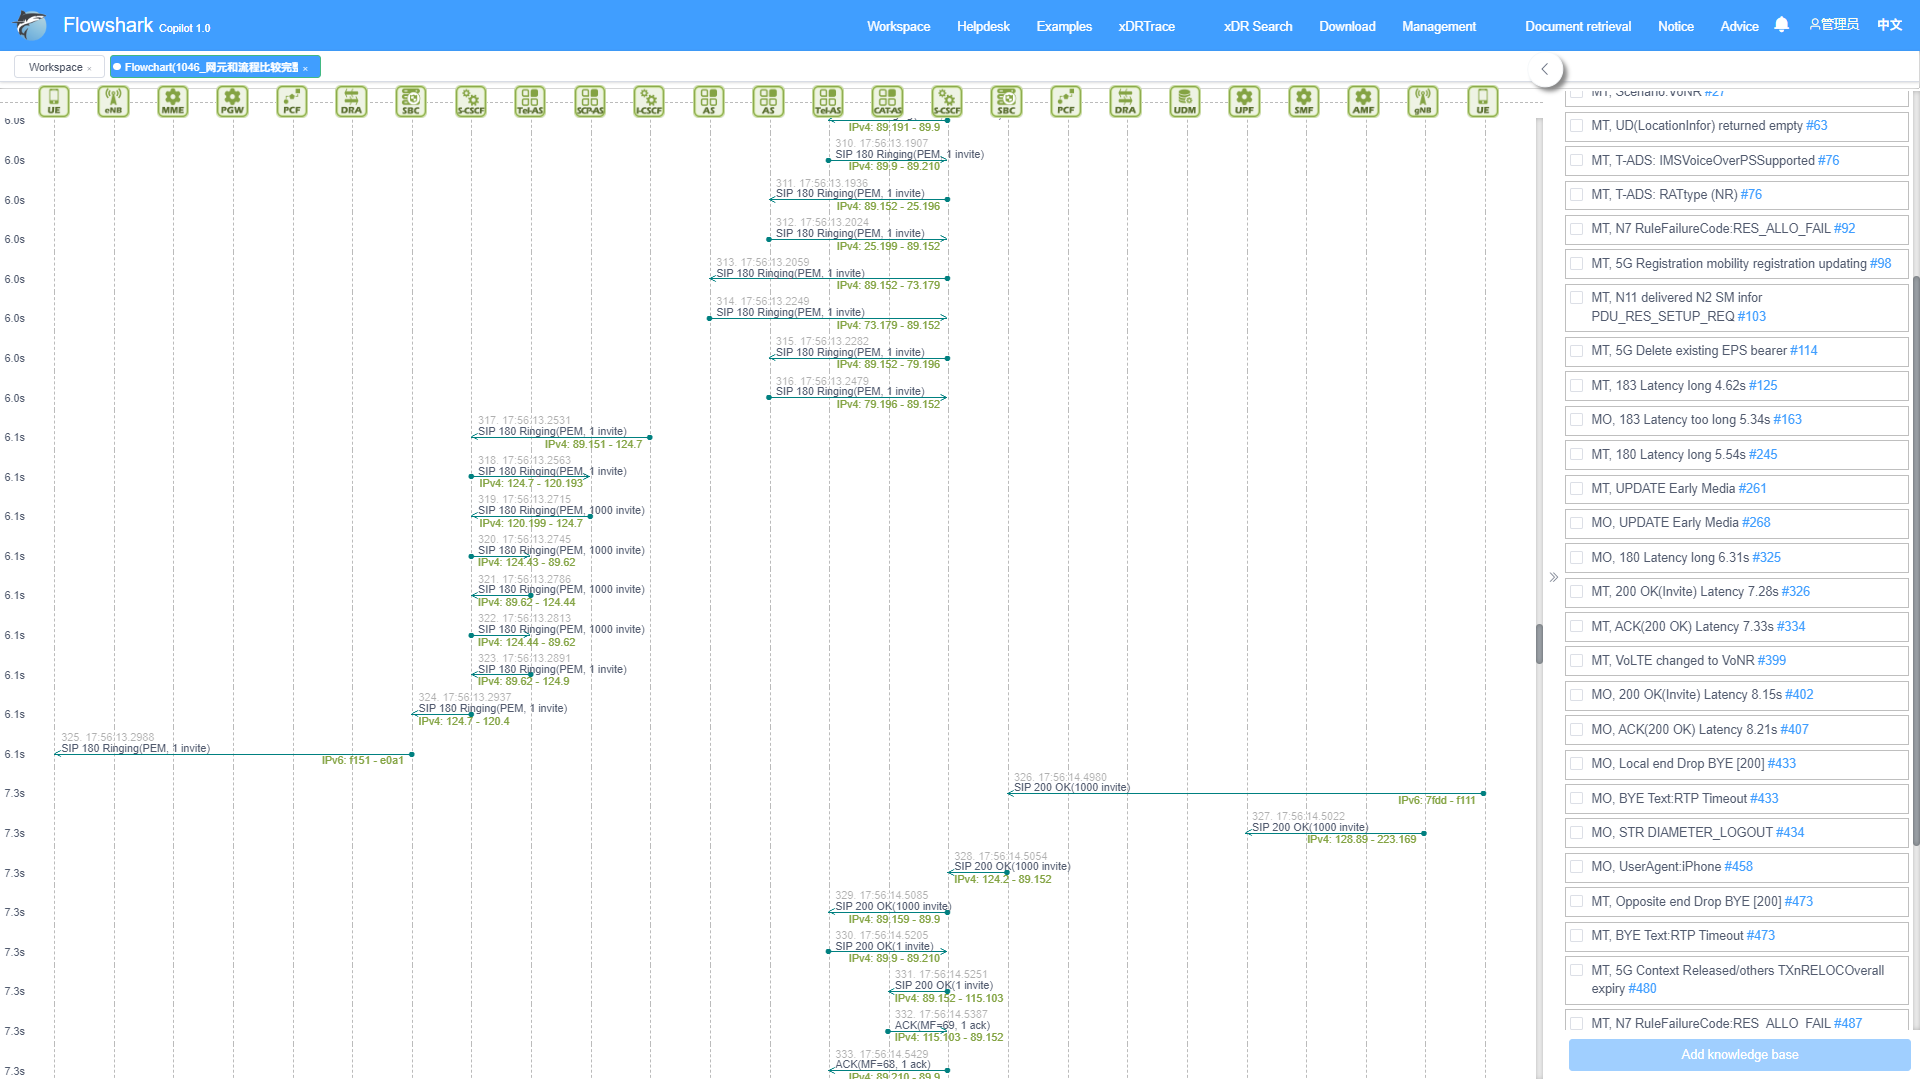 Flowshark Copilot 1.0
Workspace Helpdesk Examples xDRTrace xDR Search Download Management Document retrieval Notice Advice 管理员 中文
Workspace × Flowchart(1046_网元和流程比较完整 ×
UE eNB MME PGW PCF DRA SBC S-CSCF Tel-AS SCP-AS I-CSCF AS AS Tel-AS CAT-AS S-CSCF SBC PCF DRA UDM UPF SMF AMF gNB UE
6.0s
IPv4: 89.191 - 89.9
310. 17:56:13.1907
6.0s SIP 180 Ringing(PEM, 1 invite)
IPv4: 89.9 - 89.210
311. 17:56:13.1936
6.0s SIP 180 Ringing(PEM, 1 invite)
IPv4: 89.152 - 25.196
312. 17:56:13.2024
6.0s SIP 180 Ringing(PEM, 1 invite)
IPv4: 25.199 - 89.152
313. 17:56:13.2059
6.0s SIP 180 Ringing(PEM, 1 invite)
IPv4: 89.152 - 73.179
314. 17:56:13.2249
6.0s SIP 180 Ringing(PEM, 1 invite)
IPv4: 73.179 - 89.152
315. 17:56:13.2282
6.0s SIP 180 Ringing(PEM, 1 invite)
IPv4: 89.152 - 79.196
316. 17:56:13.2479
6.0s SIP 180 Ringing(PEM, 1 invite)
IPv4: 79.196 - 89.152
317. 17:56:13.2531
6.1s SIP 180 Ringing(PEM, 1 invite)
IPv4: 89.151 - 124.7
318. 17:56:13.2563
6.1s SIP 180 Ringing(PEM, 1 invite)
IPv4: 124.7 - 120.193
319. 17:56:13.2715
6.1s SIP 180 Ringing(PEM, 1000 invite)
IPv4: 120.199 - 124.7
320. 17:56:13.2745
6.1s SIP 180 Ringing(PEM, 1000 invite)
IPv4: 124.43 - 89.62
321. 17:56:13.2786
6.1s SIP 180 Ringing(PEM, 1000 invite)
IPv4: 89.62 - 124.44
322. 17:56:13.2813
6.1s SIP 180 Ringing(PEM, 1000 invite)
IPv4: 124.44 - 89.62
323. 17:56:13.2891
6.1s SIP 180 Ringing(PEM, 1 invite)
IPv4: 89.62 - 124.9
324. 17:56:13.2937
6.1s SIP 180 Ringing(PEM, 1 invite)
IPv4: 124.7 - 120.4
325. 17:56:13.2988
6.1s SIP 180 Ringing(PEM, 1 invite)
IPv6: f151 - e0a1
326. 17:56:14.4980
7.3s SIP 200 OK(1000 invite)
IPv6: 7fdd - f111
327. 17:56:14.5022
7.3s SIP 200 OK(1000 invite)
IPv4: 128.89 - 223.169
328. 17:56:14.5054
7.3s SIP 200 OK(1000 invite)
IPv4: 124.2 - 89.152
329. 17:56:14.5085
7.3s SIP 200 OK(1000 invite)
IPv4: 89.159 - 89.9
330. 17:56:14.5205
7.3s SIP 200 OK(1 invite)
IPv4: 89.9 - 89.210
331. 17:56:14.5251
7.3s SIP 200 OK(1 invite)
IPv4: 89.152 - 115.103
332. 17:56:14.5387
7.3s ACK(MF=69, 1 ack)
IPv4: 115.103 - 89.152
333. 17:56:14.5429
7.3s ACK(MF=68, 1 ack)
IPv4: 89.210 - 89.9
MT, Scenario:VoNR #27
MT, UD(LocationInfor) returned empty #63
MT, T-ADS: IMSVoiceOverPSSupported #76
MT, T-ADS: RATtype (NR) #76
MT, N7 RuleFailureCode:RES_ALLO_FAIL #92
MT, 5G Registration mobility registration updating #98
MT, N11 delivered N2 SM infor
PDU_RES_SETUP_REQ #103
MT, 5G Delete existing EPS bearer #114
MT, 183 Latency long 4.62s #125
MO, 183 Latency too long 5.34s #163
MT, 180 Latency long 5.54s #245
MT, UPDATE Early Media #261
MO, UPDATE Early Media #268
MO, 180 Latency long 6.31s #325
MT, 200 OK(Invite) Latency 7.28s #326
MT, ACK(200 OK) Latency 7.33s #334
MT, VoLTE changed to VoNR #399
MO, 200 OK(Invite) Latency 8.15s #402
MO, ACK(200 OK) Latency 8.21s #407
MO, Local end Drop BYE [200] #433
MO, BYE Text:RTP Timeout #433
MO, STR DIAMETER_LOGOUT #434
MO, UserAgent:iPhone #458
MT, Opposite end Drop BYE [200] #473
MT, BYE Text:RTP Timeout #473
MT, 5G Context Released/others TXnRELOCOverall
expiry #480
MT, N7 RuleFailureCode:RES_ALLO_FAIL #487
Add knowledge base